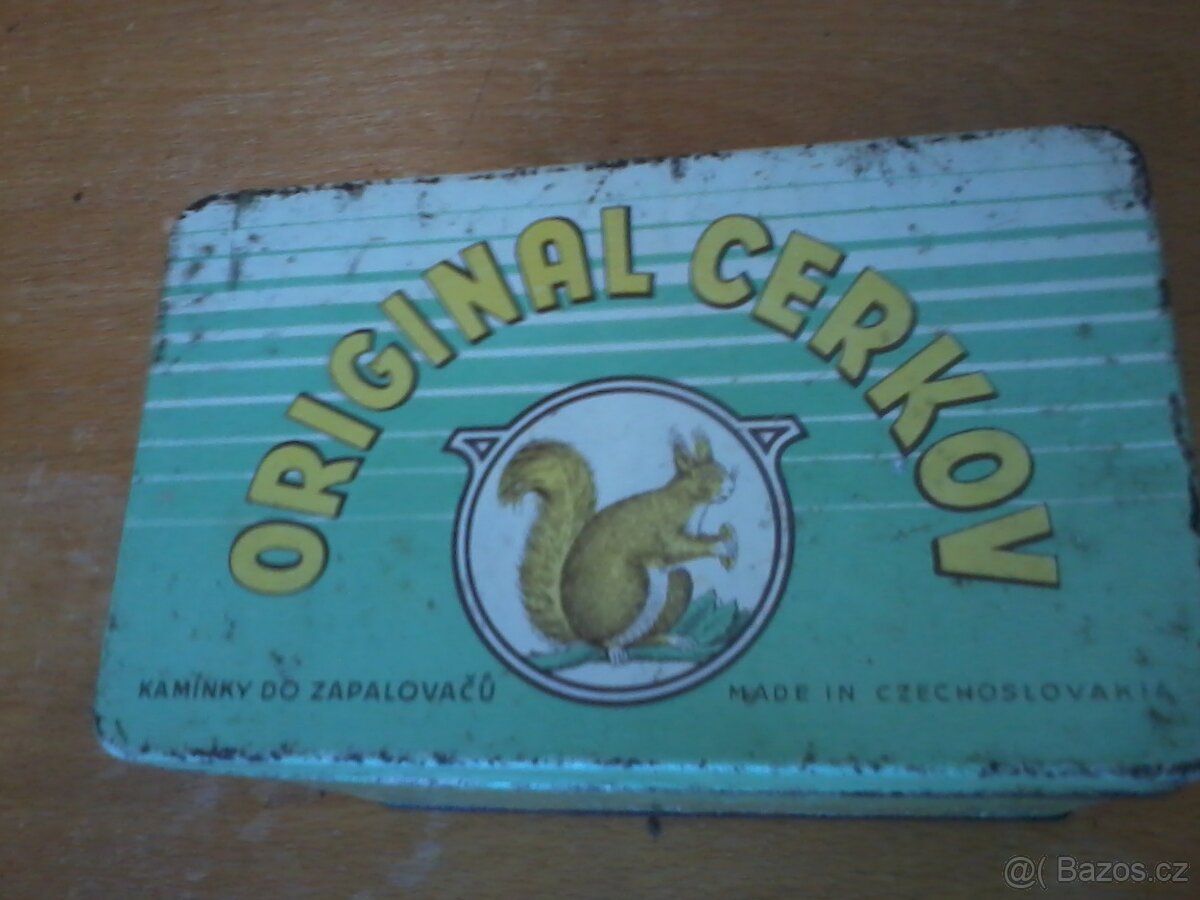 ORIGINAL CERKOV
KAMÍNKY DO ZAPALOVAČŮ
MADE IN CZECHOSLOVAKIA
@( Bazos.cz